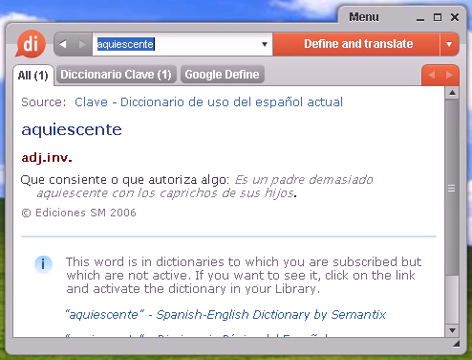 Menu
di
aquiescente
Define and translate
All (1)
Diccionario Clave (1)
Google Define
Source: Clave - Diccionario de uso del español actual
aquiescente
adj.inv.
Que consiente o que autoriza algo: Es un padre demasiado
aquiescente con los caprichos de sus hijos.
© Ediciones SM 2006
i
This word is in dictionaries to which you are subscribed but
which are not active. If you want to see it, click on the link
and activate the dictionary in your Library.
"aquiescente" - Spanish-English Dictionary by Semantix